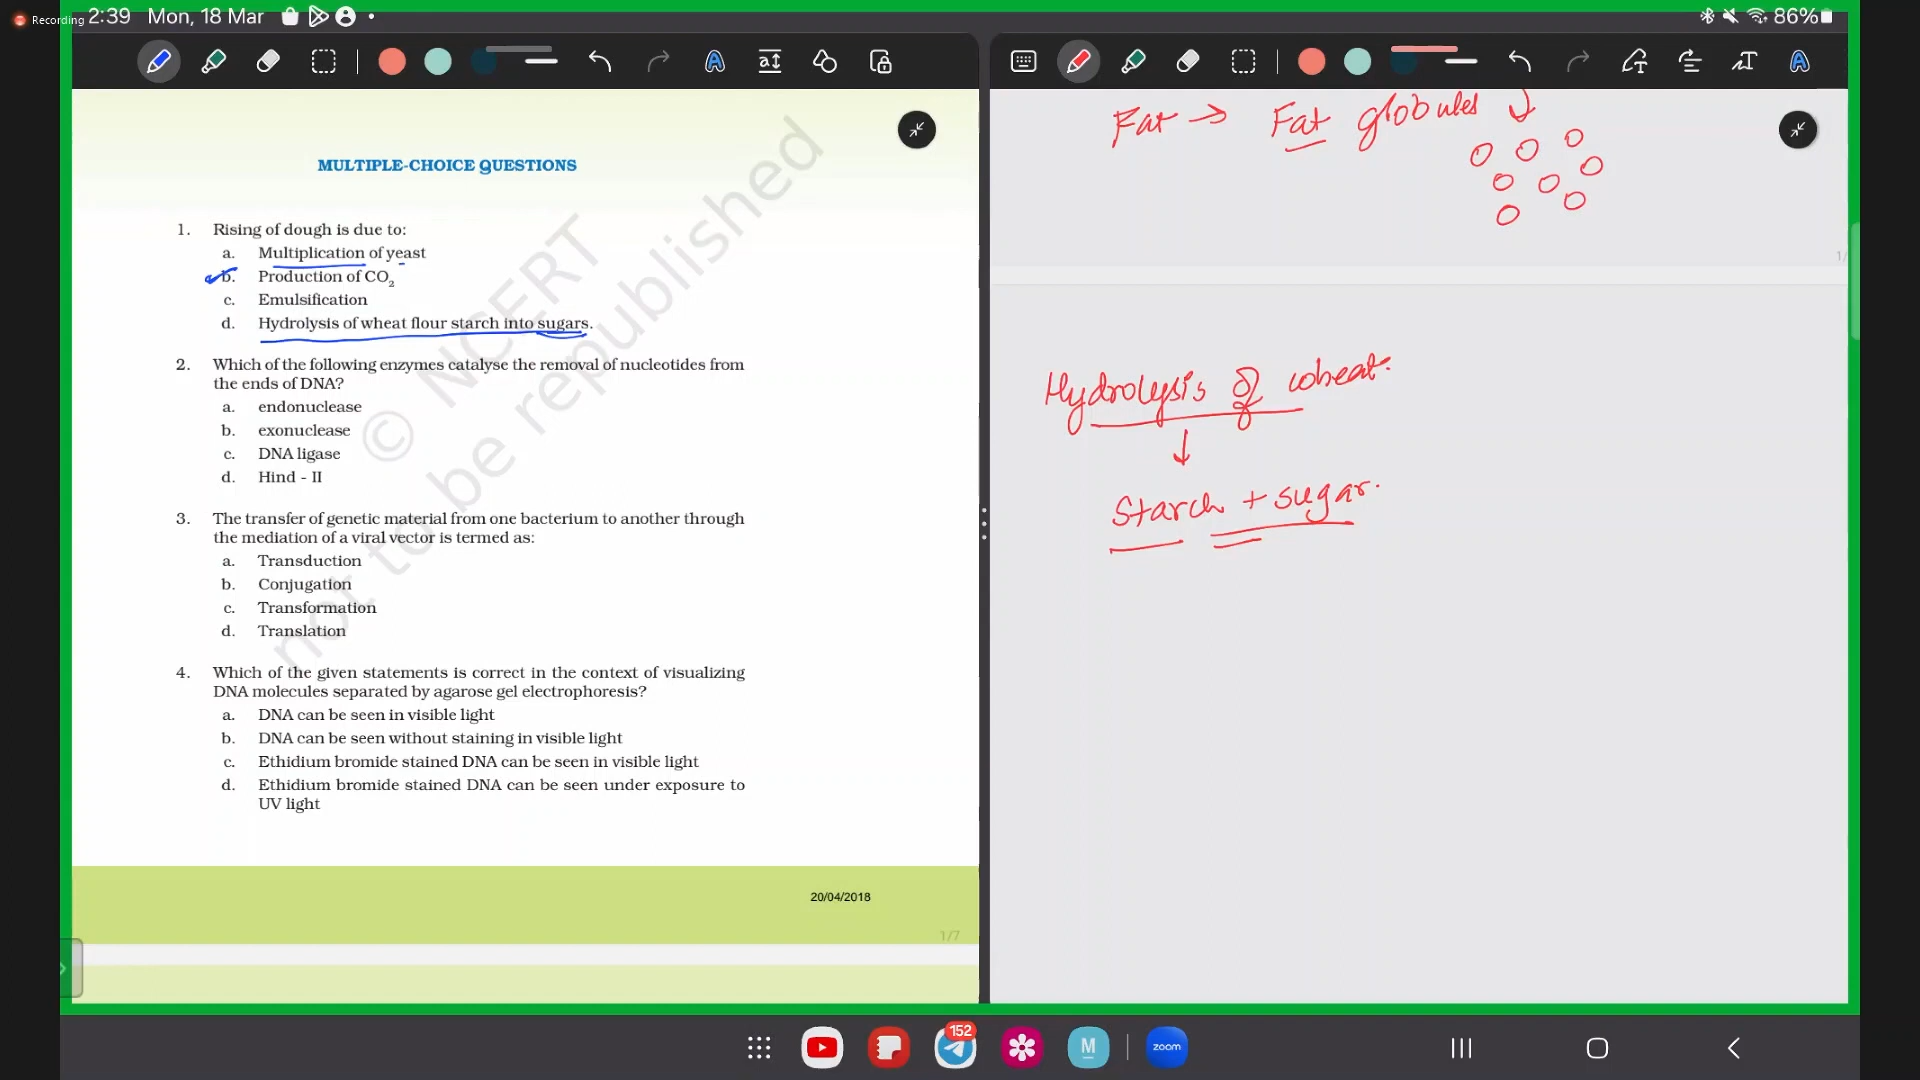 Recording 2:39 Mon, 18 Mar
86%
MULTIPLE-CHOICE QUESTIONS
1. Rising of dough is due to:
a. Multiplication of yeast
b. Production of CO₂
c. Emulsification
d. Hydrolysis of wheat flour starch into sugars.
2. Which of the following enzymes catalyse the removal of nucleotides from
the ends of DNA?
a. endonuclease
b. exonuclease
c. DNA ligase
d. Hind - II
3. The transfer of genetic material from one bacterium to another through
the mediation of a viral vector is termed as:
a. Transduction
b. Conjugation
c. Transformation
d. Translation
4. Which of the given statements is correct in the context of visualizing
DNA molecules separated by agarose gel electrophoresis?
a. DNA can be seen in visible light
b. DNA can be seen without staining in visible light
c. Ethidium bromide stained DNA can be seen in visible light
d. Ethidium bromide stained DNA can be seen under exposure to
UV light
© NCERT
not to be republished
20/04/2018
1/7
Fat → Fat globules
1/
Hydrolysis of wheat.
Starch + sugar.
152
M
zoom